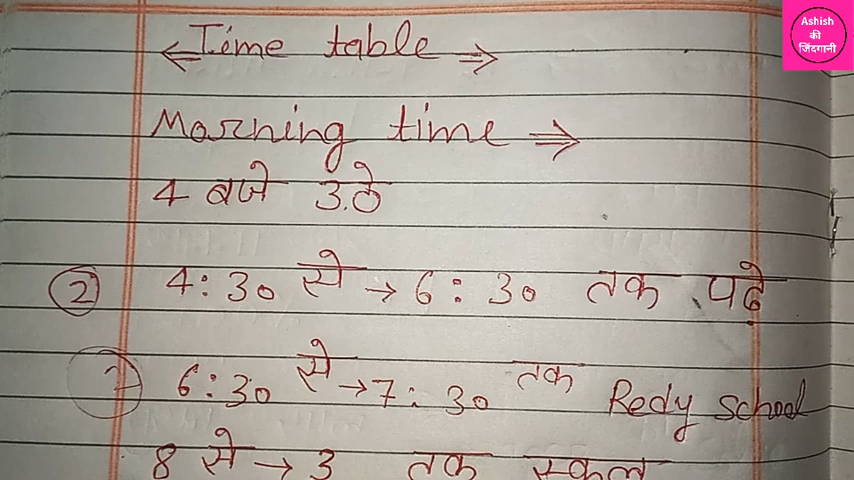 Ashish
की
जिंदगानी
Time table
Morning time ⇒
4 बजे उठे
② 4:30 से → 6:30 तक पढ़े
6:30 से → 7:30 तक Redy school
8 से → 3 तक स्कूल